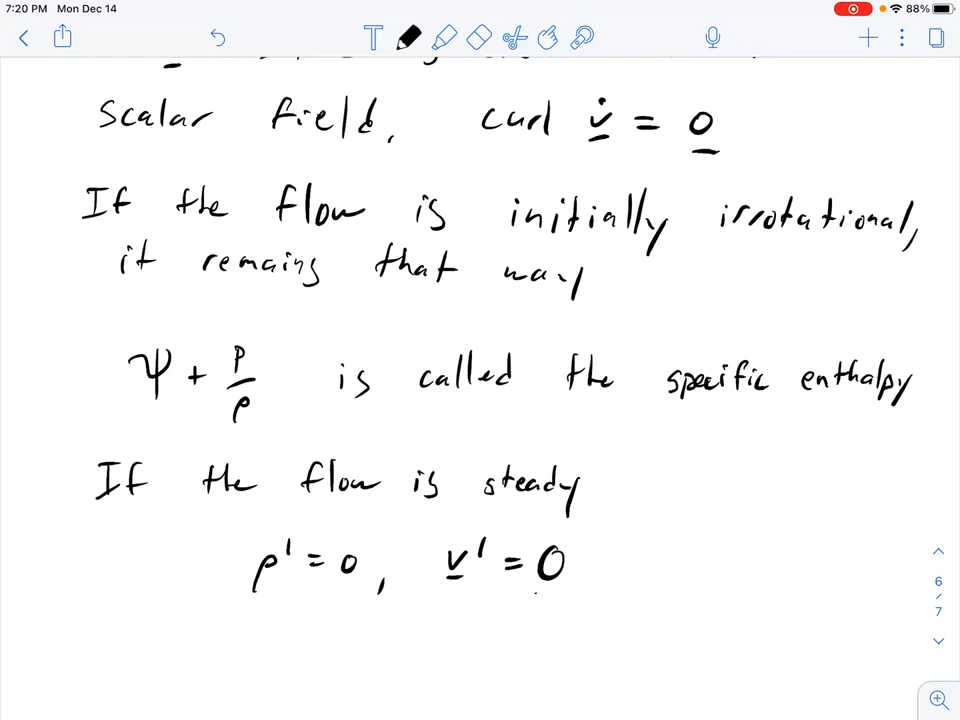 7:20 PM Mon Dec 14
88%
T
scalar field, curl v̲̇ = 0̲
If the flow is initially irrotational,
it remains that way
ψ + p/ρ is called the specific enthalpy
If the flow is steady
ρ' = 0, v̲' = 0
6
/
7